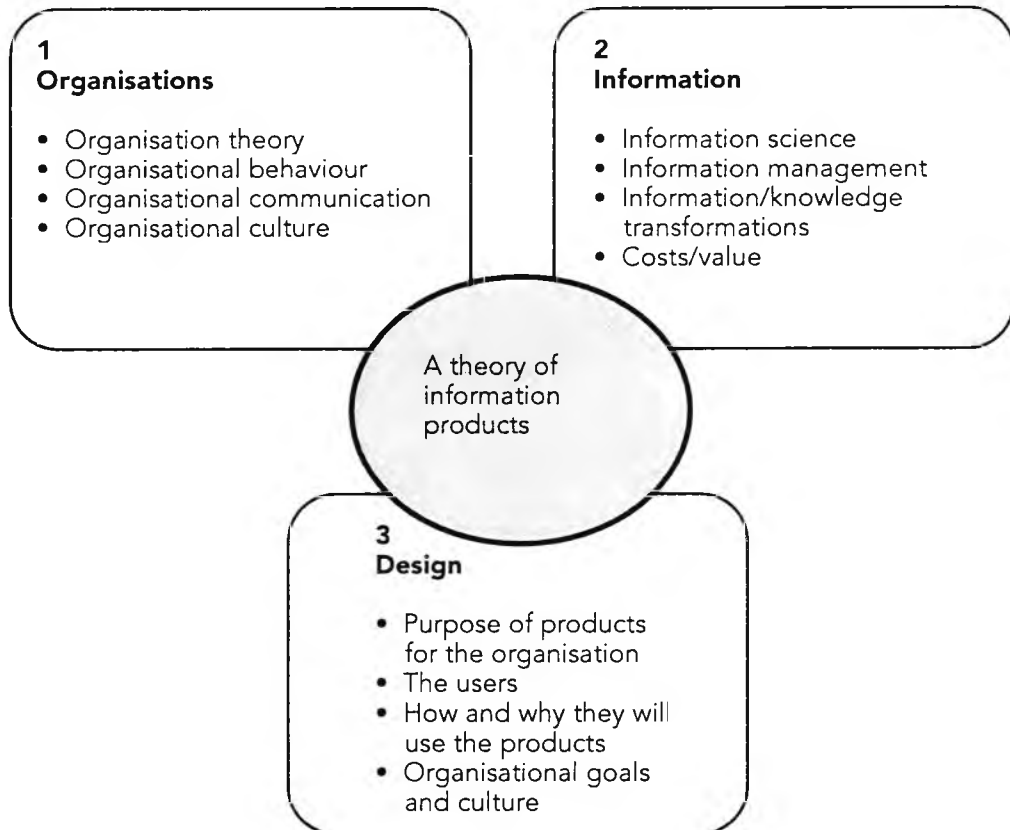 1
Organisations
• Organisation theory
• Organisational behaviour
• Organisational communication
• Organisational culture
2
Information
• Information science
• Information management
• Information/knowledge
transformations
• Costs/value
A theory of
information
products
3
Design
• Purpose of products
for the organisation
• The users
• How and why they will
use the products
• Organisational goals
and culture